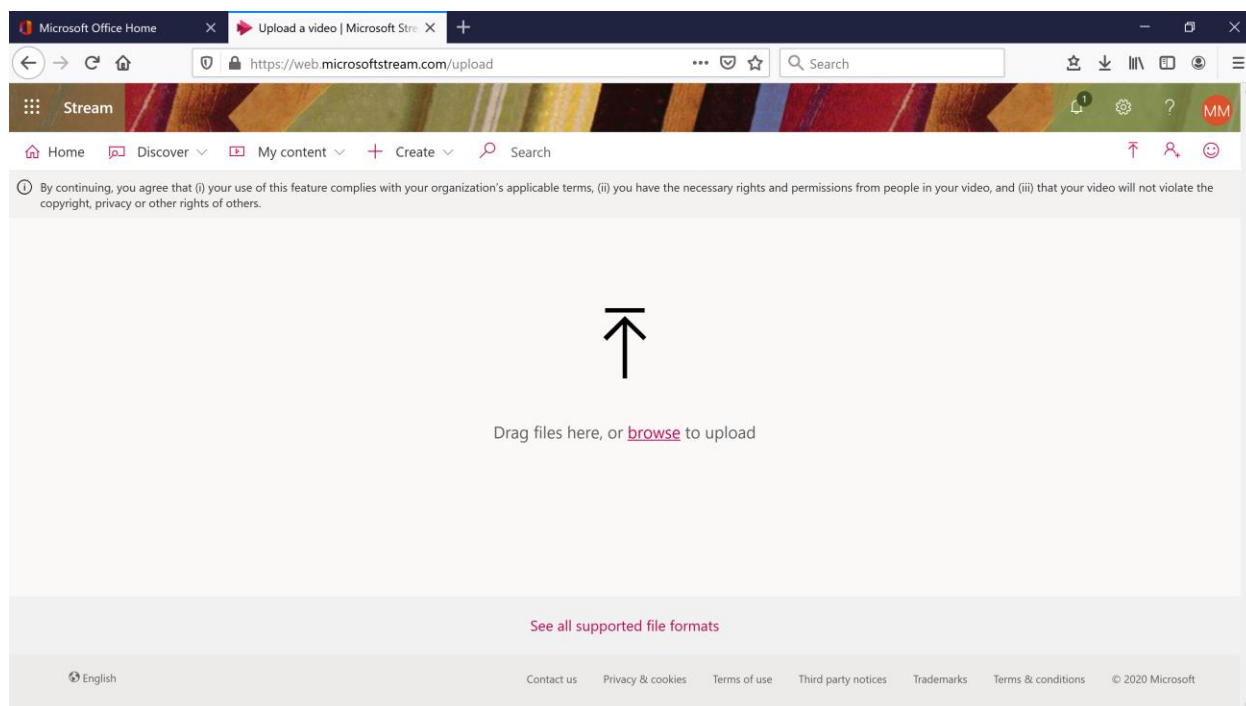 Microsoft Office Home
Upload a video | Microsoft Stre
https://web.microsoftstream.com/upload
Search
Stream
1
?
MM
Home
Discover
My content
Create
Search
By continuing, you agree that (i) your use of this feature complies with your organization's applicable terms, (ii) you have the necessary rights and permissions from people in your video, and (iii) that your video will not violate the
copyright, privacy or other rights of others.
Drag files here, or browse to upload
See all supported file formats
English
Contact us
Privacy & cookies
Terms of use
Third party notices
Trademarks
Terms & conditions
© 2020 Microsoft